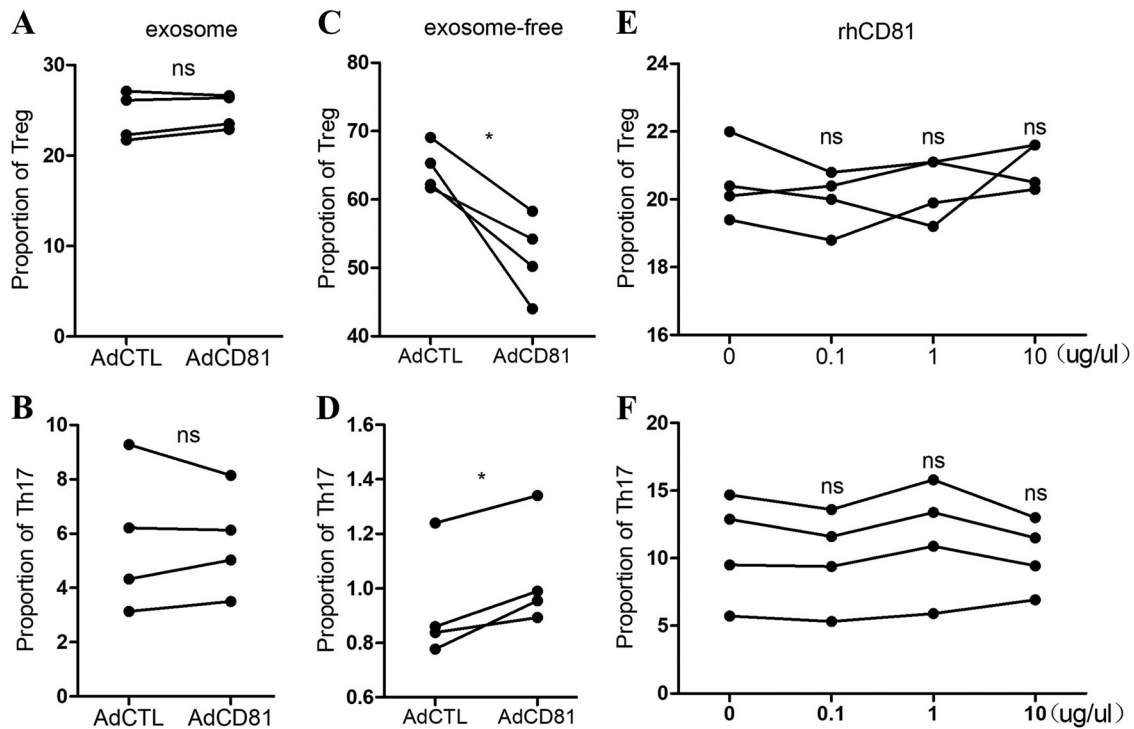 A
exosome
Proportion of Treg
30
20
10
0
ns
AdCTL AdCD81
C
exosome-free
Proportion of Treg
80
70
60
50
40
*
AdCTL AdCD81
E
rhCD81
Proprotion of Treg
24
22
20
18
16
ns ns ns
0 0.1 1 10 (ug/ul)
B
Proportion of Th17
10
8
6
4
2
0
ns
AdCTL AdCD81
D
Proportion of Th17
1.6
1.4
1.2
1.0
0.8
0.6
*
AdCTL AdCD81
F
Proportion of Th17
20
15
10
5
0
ns ns ns
0 0.1 1 10 (ug/ul)